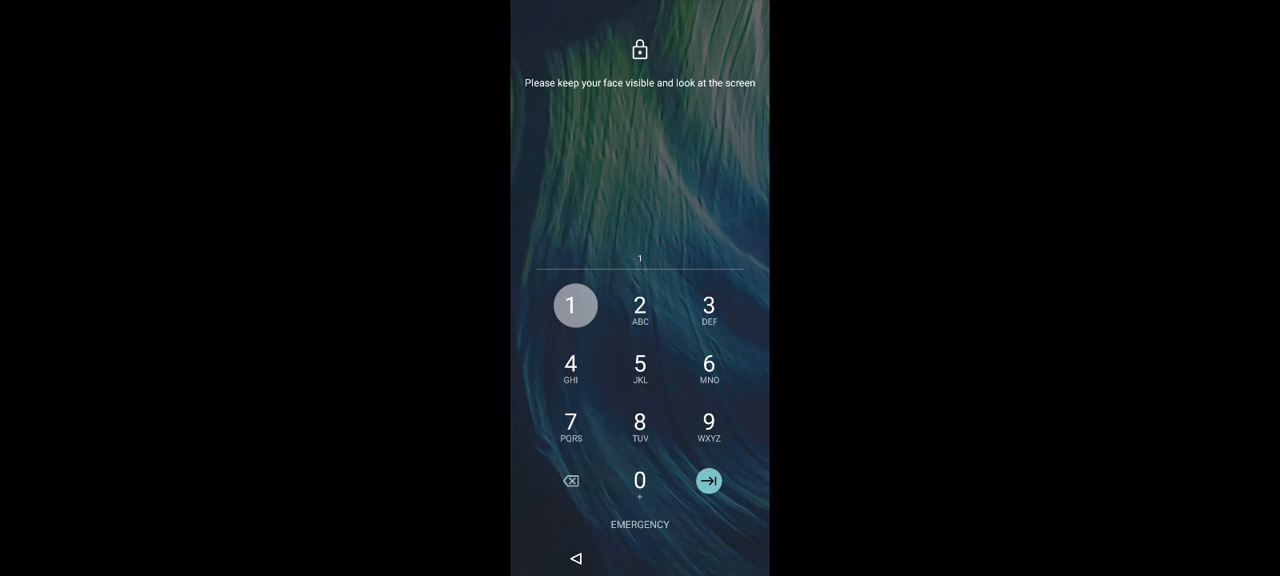 Please keep your face visible and look at the screen
1
1 2 3
ABC DEF
4 5 6
GHI JKL MNO
7 8 9
PQRS TUV WXYZ
0
+
EMERGENCY